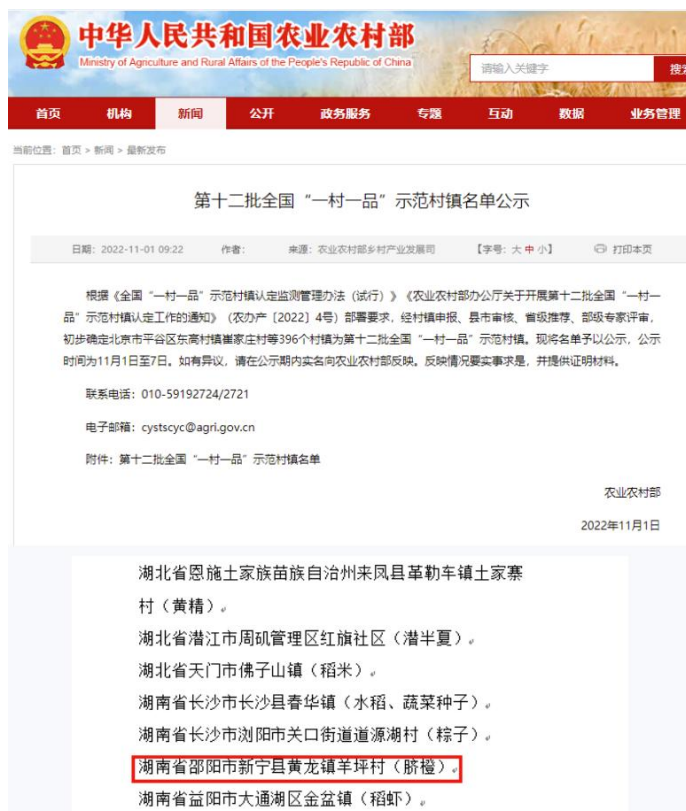 中华人民共和国农业农村部
Ministry of Agriculture and Rural Affairs of the People's Republic of China
请输入关键字
搜索
首页 机构 新闻 公开 政务服务 专题 互动 数据 业务管理
当前位置：首页 > 新闻 > 最新发布
第十二批全国“一村一品”示范村镇名单公示
日期：2022-11-01 09:22 作者： 来源：农业农村部乡村产业发展司 【字号：大 中 小】 打印本页
根据《全国“一村一品”示范村镇认定监测管理办法（试行）》《农业农村部办公厅关于开展第十二批全国“一村一
品”示范村镇认定工作的通知》（农办产〔2022〕4号）部署要求，经村镇申报、县市审核、省级推荐、部级专家评审，
初步确定北京市平谷区东高村镇崔家庄村等396个村镇为第十二批全国“一村一品”示范村镇。现将名单予以公示，公示
时间为11月1日至7日。如有异议，请在公示期内实名向农业农村部反映。反映情况要实事求是，并提供证明材料。
联系电话：010-59192724/2721
电子邮箱：cystscyc@agri.gov.cn
附件：第十二批全国“一村一品”示范村镇名单
农业农村部
2022年11月1日
湖北省恩施土家族苗族自治州来凤县革勒车镇土家寨
村（黄精）
湖北省潜江市周矶管理区红旗社区（潜半夏）
湖北省天门市佛子山镇（稻米）
湖南省长沙市长沙县春华镇（水稻、蔬菜种子）
湖南省长沙市浏阳市关口街道道源湖村（粽子）
湖南省邵阳市新宁县黄龙镇羊坪村（脐橙）
湖南省益阳市大通湖区金盆镇（稻虾）